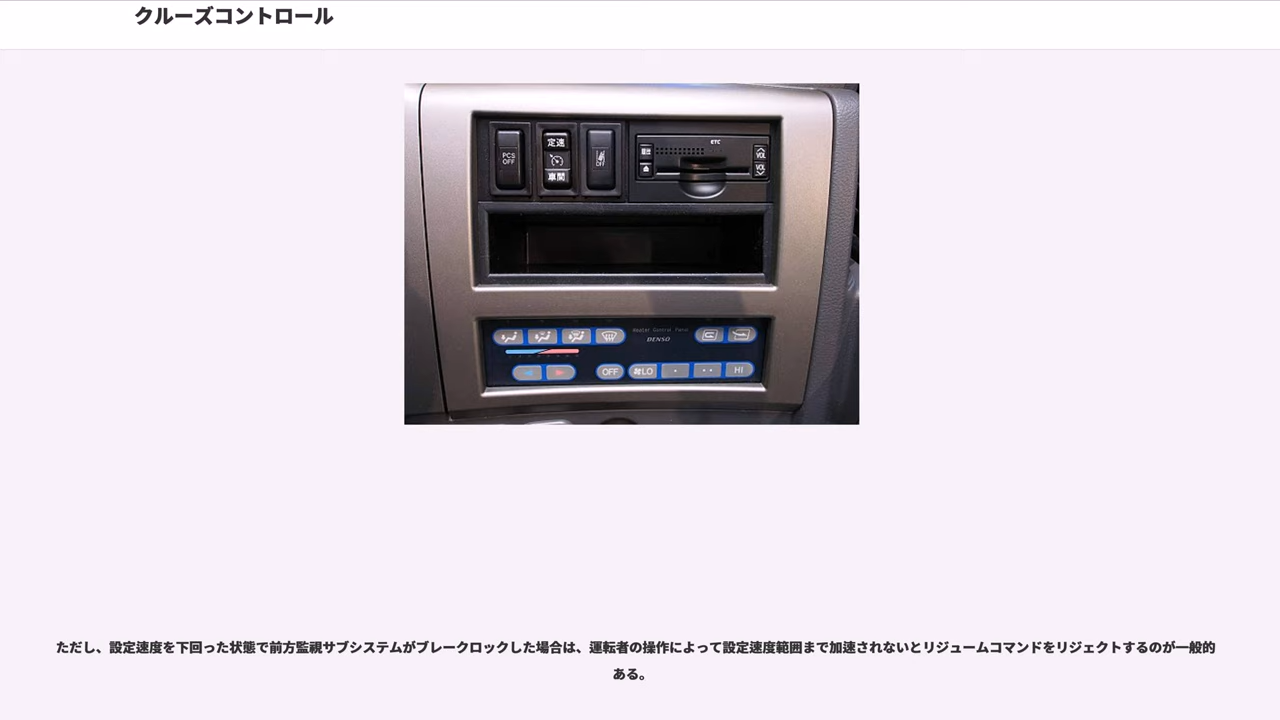 クルーズコントロール
PCS
OFF
定速
車間
OFF
ETC
VOL
VOL
DENSO
OFF
LO
HI
ただし、設定速度を下回った状態で前方監視サブシステムがブレークロックした場合は、運転者の操作によって設定速度範囲まで加速されないとリジュームコマンドをリジェクトするのが一般的
ある。